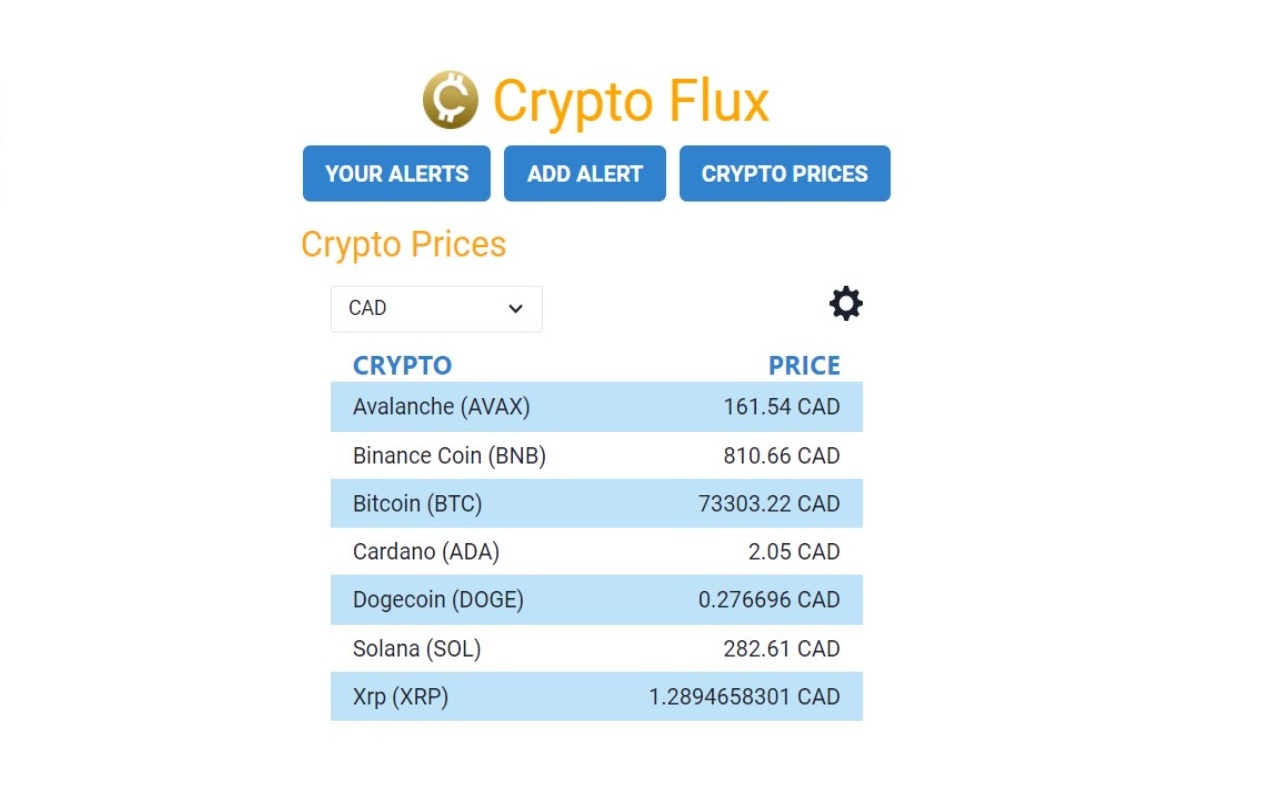 Crypto Flux
YOUR ALERTS ADD ALERT CRYPTO PRICES
Crypto Prices
CAD
CRYPTO PRICE
Avalanche (AVAX) 161.54 CAD
Binance Coin (BNB) 810.66 CAD
Bitcoin (BTC) 73303.22 CAD
Cardano (ADA) 2.05 CAD
Dogecoin (DOGE) 0.276696 CAD
Solana (SOL) 282.61 CAD
Xrp (XRP) 1.2894658301 CAD